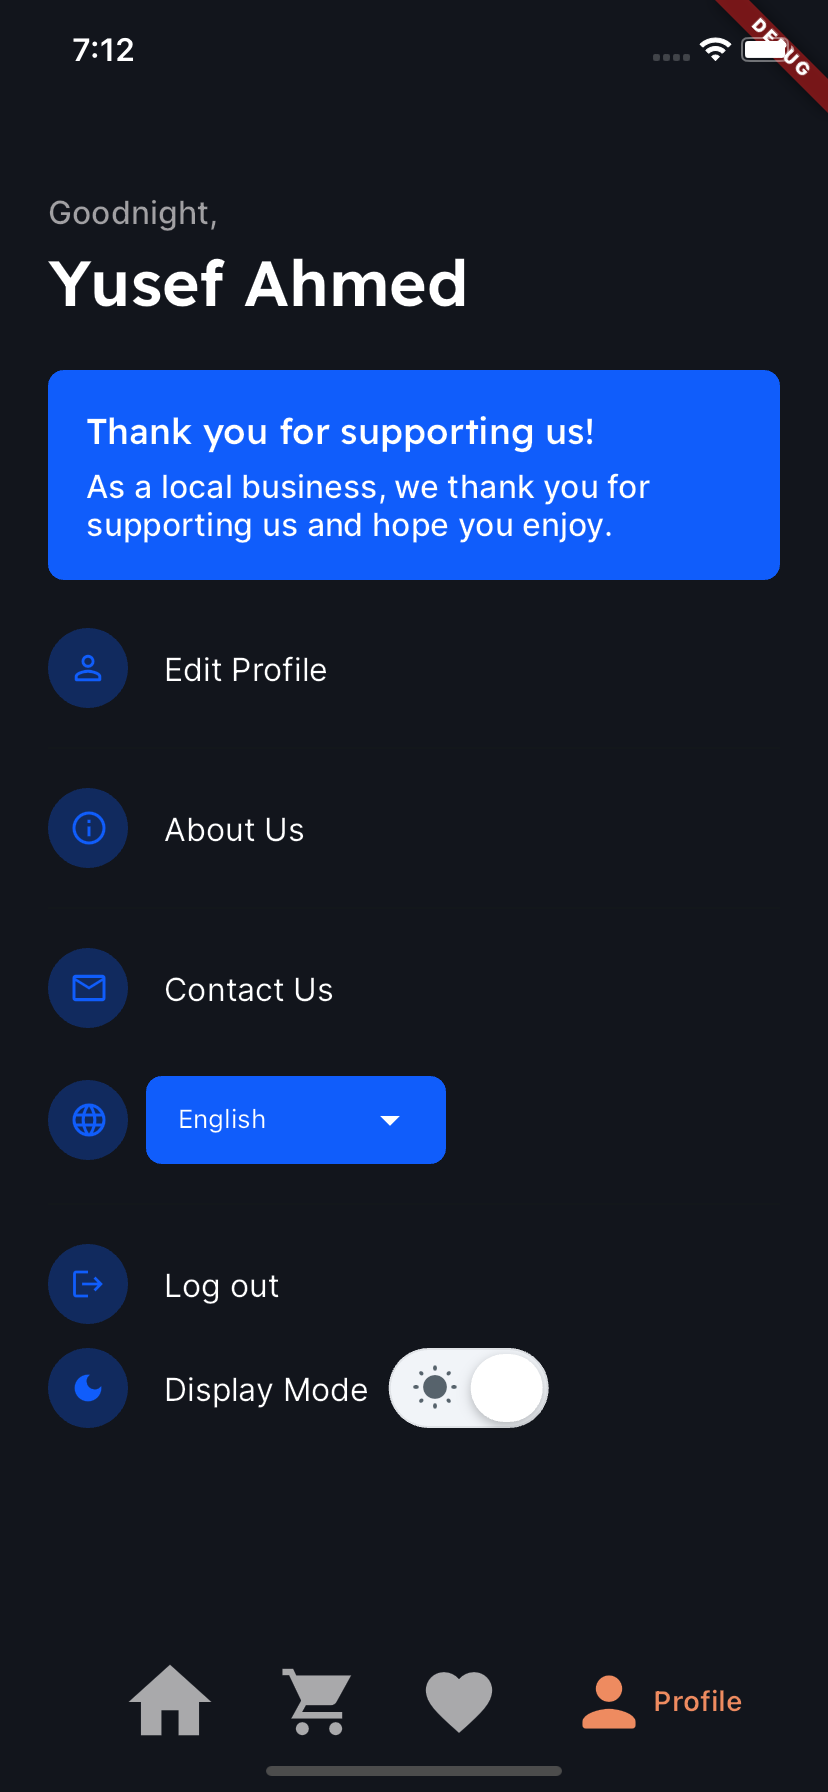 7:12
DEBUG
Goodnight,
Yusef Ahmed
Thank you for supporting us!
As a local business, we thank you for
supporting us and hope you enjoy.
Edit Profile
About Us
Contact Us
English
Log out
Display Mode
Profile